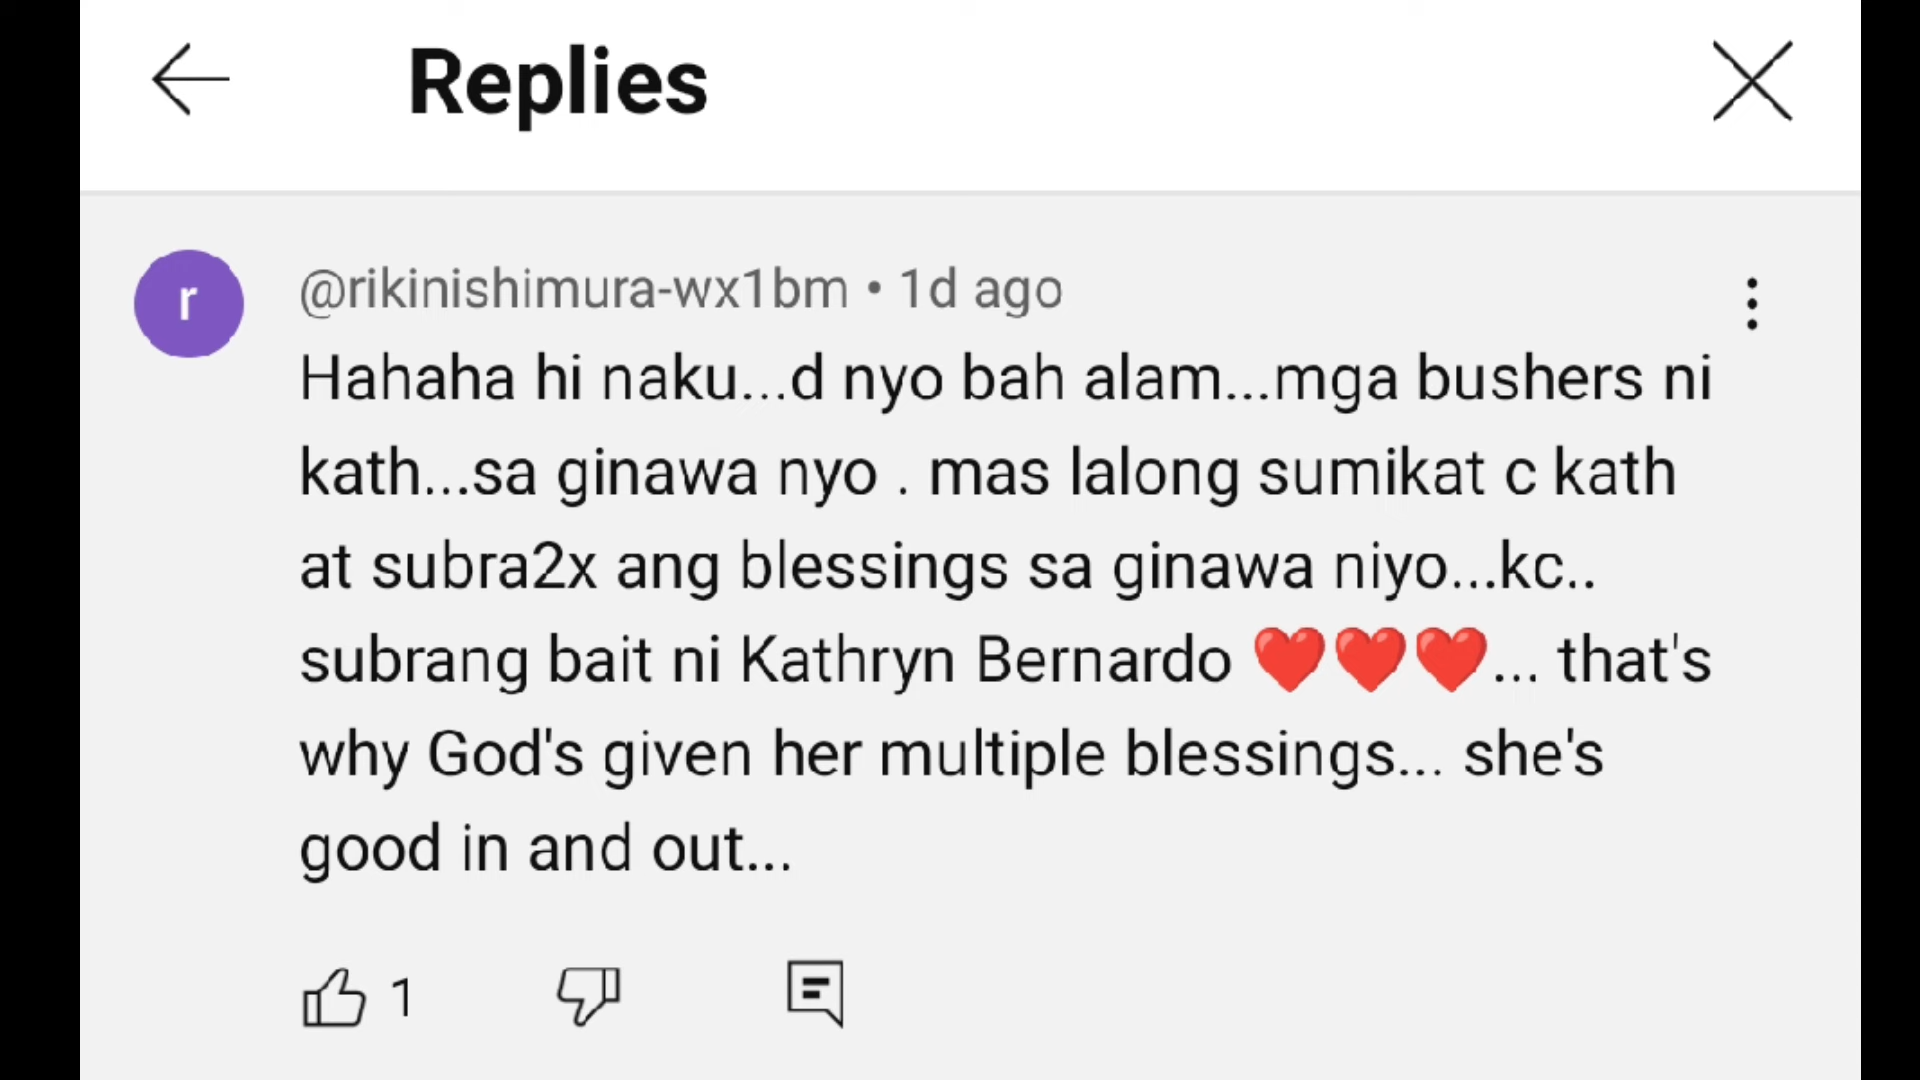 Replies
r
@rikinishimura-wx1bm • 1d ago
Hahaha hi naku...d nyo bah alam...mga bushers ni
kath...sa ginawa nyo . mas lalong sumikat c kath
at subra2x ang blessings sa ginawa niyo...kc..
subrang bait ni Kathryn Bernardo ❤️❤️❤️... that's
why God's given her multiple blessings... she's
good in and out...
1